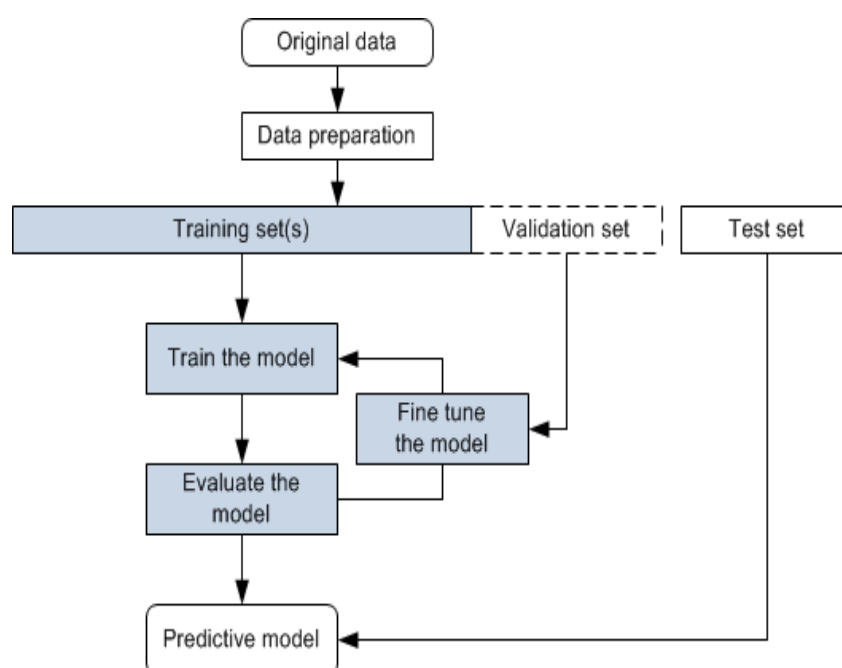 Original data
Data preparation
Training set(s)
Validation set
Test set
Train the model
Fine tune
the model
Evaluate the
model
Predictive model